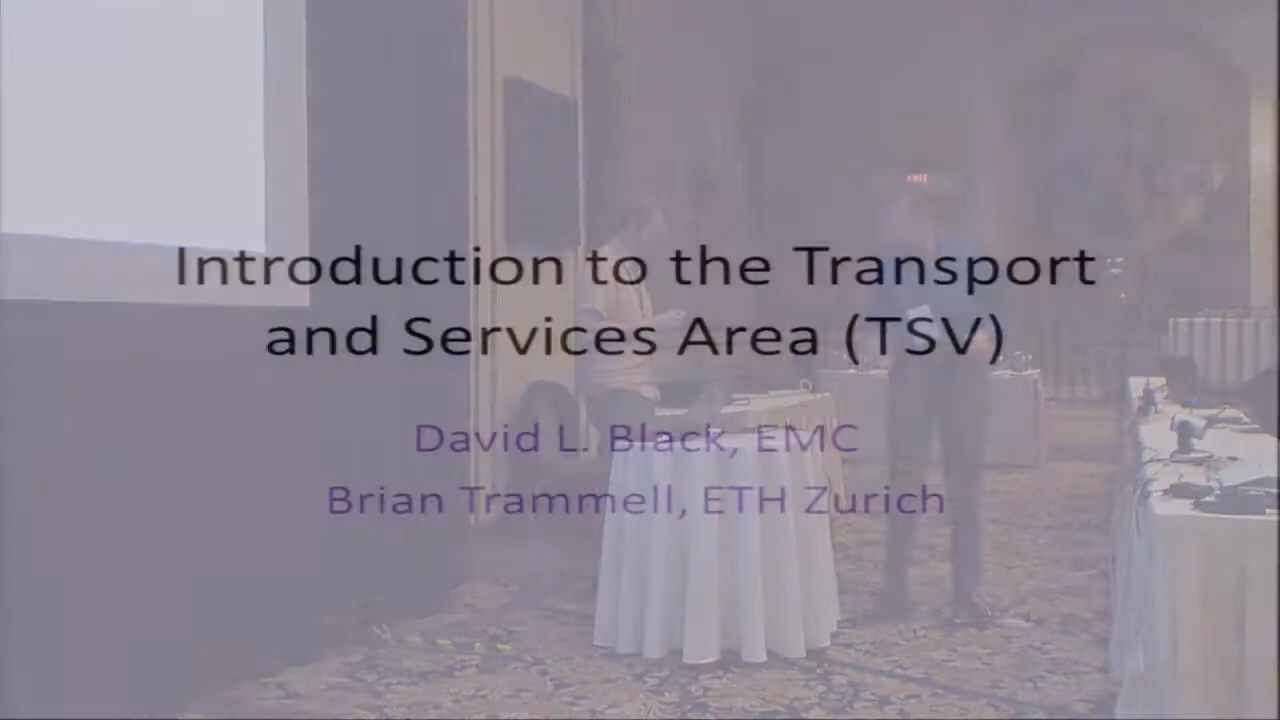 Introduction to the Transport
and Services Area (TSV)
David L. Black, EMC
Brian Trammell, ETH Zurich